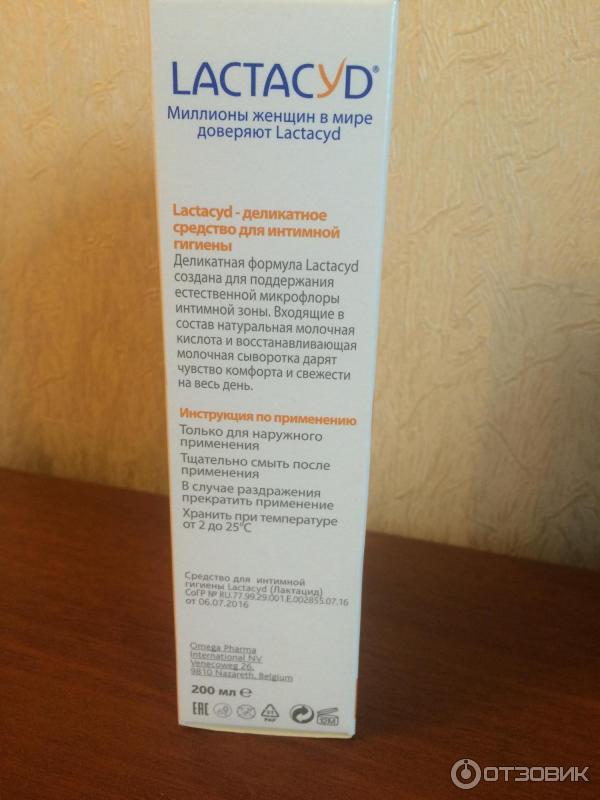 LACTACYD®
Миллионы женщин в мире
доверяют Lactacyd
Lactacyd - деликатное
средство для интимной
гигиены
Деликатная формула Lactacyd
создана для поддержания
естественной микрофлоры
интимной зоны. Входящие в
состав натуральная молочная
кислота и восстанавливающая
молочная сыворотка дарят
чувство комфорта и свежести
на весь день.
Инструкция по применению
Только для наружного
применения
Тщательно смыть после
применения
В случае раздражения
прекратить применение
Хранить при температуре
от 2 до 25°C
Средство для интимной
гигиены Lactacyd (Лактацид)
СоГР № RU.77.99.29.001.E.002855.07.16
от 06.07.2016
Omega Pharma
International NV
Venecoweg 26,
9810 Nazareth, Belgium
200 мл e
EAC 21 PAP 12M
ОТЗОВИК